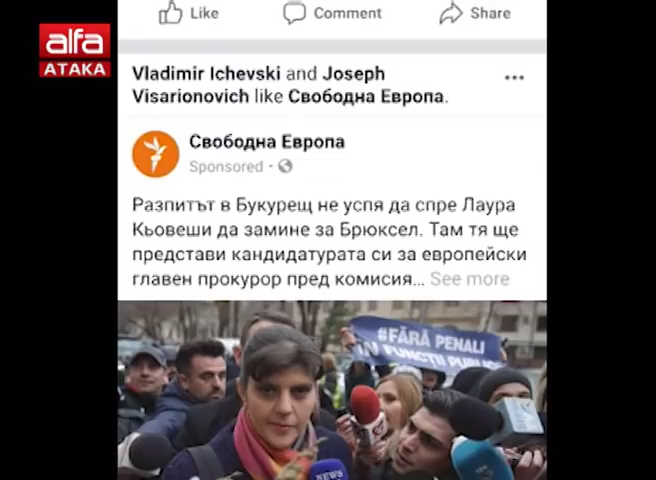 Like Comment Share
alfa
ATAKA
Vladimir Ichevski and Joseph
Visarionovich like Свободна Европа.
Свободна Европа
Sponsored
Разпитът в Букурещ не успя да спре Лаура
Кьовеши да замине за Брюксел. Там тя ще
представи кандидатурата си за европейски
главен прокурор пред комисия... See more
#FĂRĂ PENALI
ÎN FUNCȚII PUBLICE
NEWS